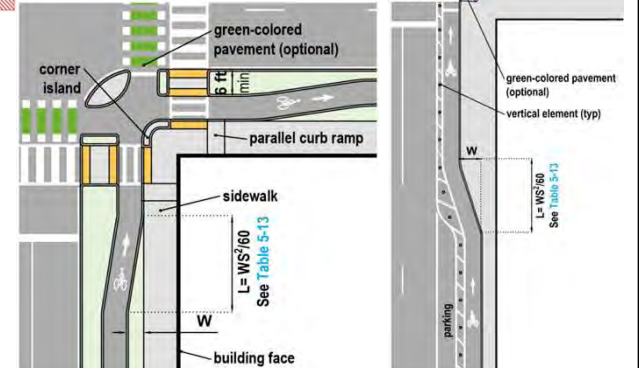 green-colored
pavement (optional)
corner
island
6 ft
min
parallel curb ramp
sidewalk
L= WS²/60
See Table 5-13
W
building face
green-colored pavement
(optional)
vertical element (typ)
W
L= WS²/60
See Table 5-13
parking